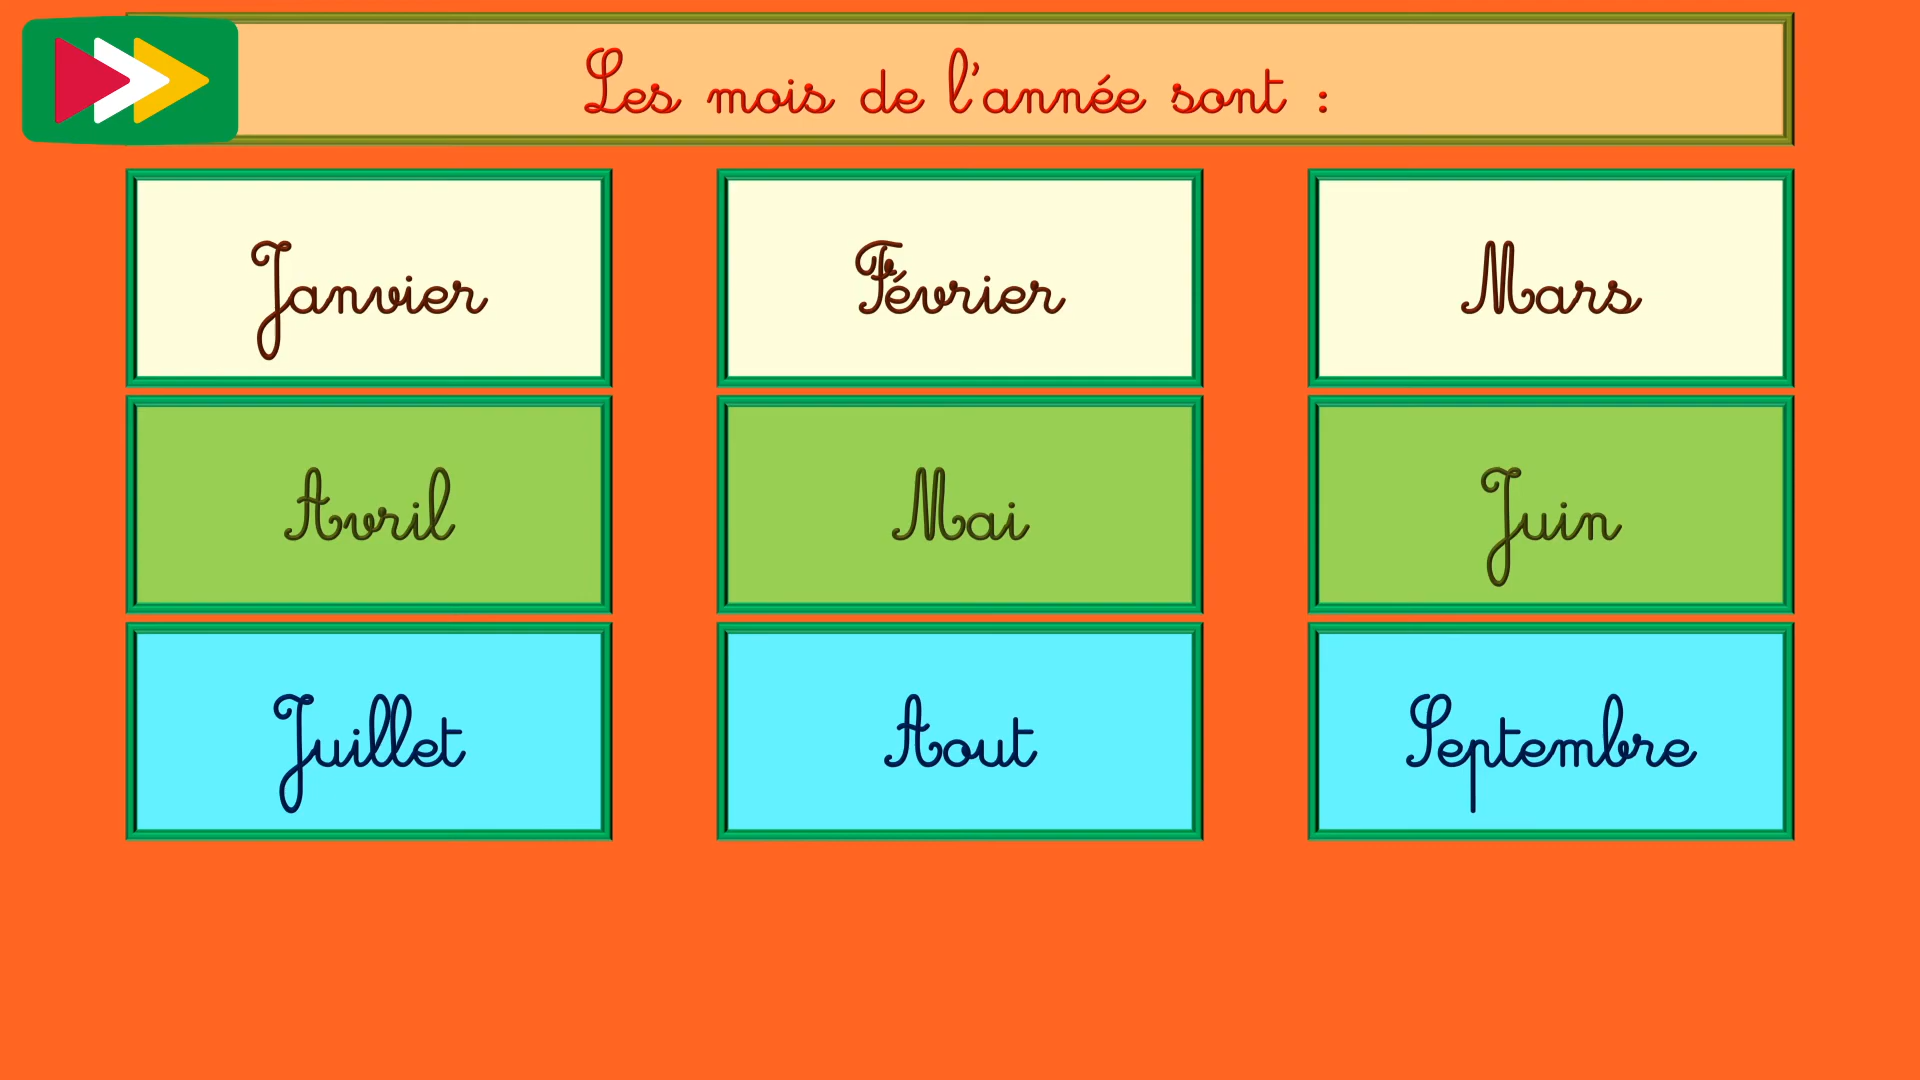 Les mois de l'année sont :
Janvier
Février
Mars
Avril
Mai
Juin
Juillet
Aout
Septembre